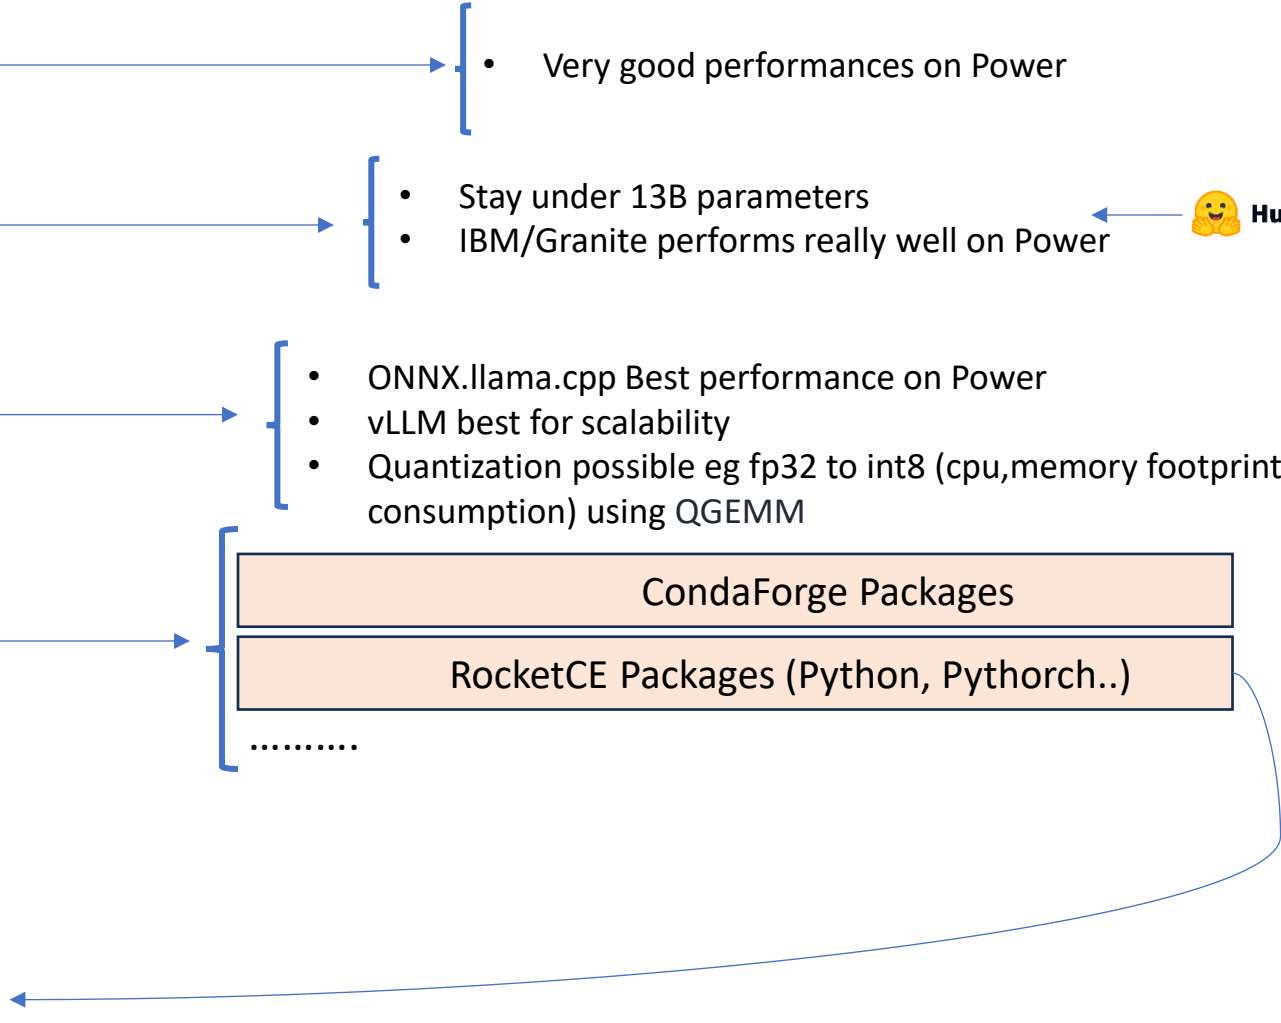 Very good performances on Power
Stay under 13B parameters
IBM/Granite performs really well on Power
Hu
ONNX.llama.cpp Best performance on Power
vLLM best for scalability
Quantization possible eg fp32 to int8 (cpu,memory footprint
consumption) using QGEMM
CondaForge Packages
RocketCE Packages (Python, Pythorch..)
..........